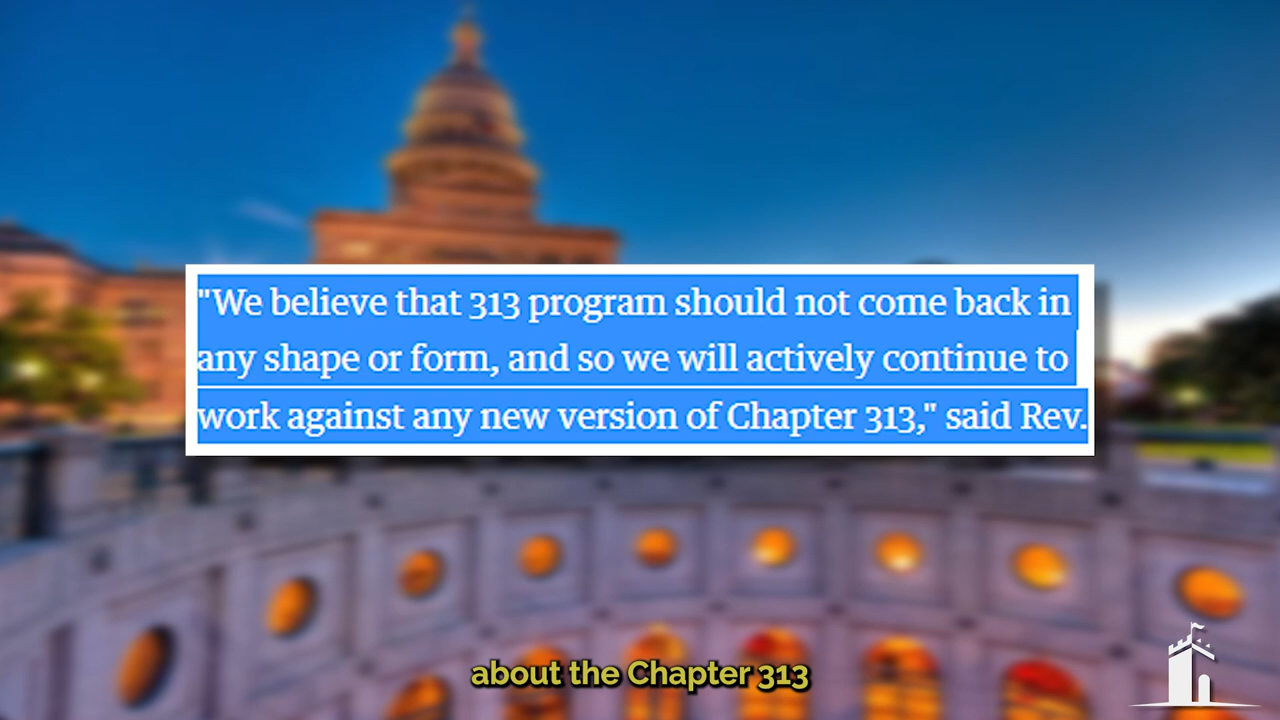 "We believe that 313 program should not come back in
any shape or form, and so we will actively continue to
work against any new version of Chapter 313," said Rev.
about the Chapter 313